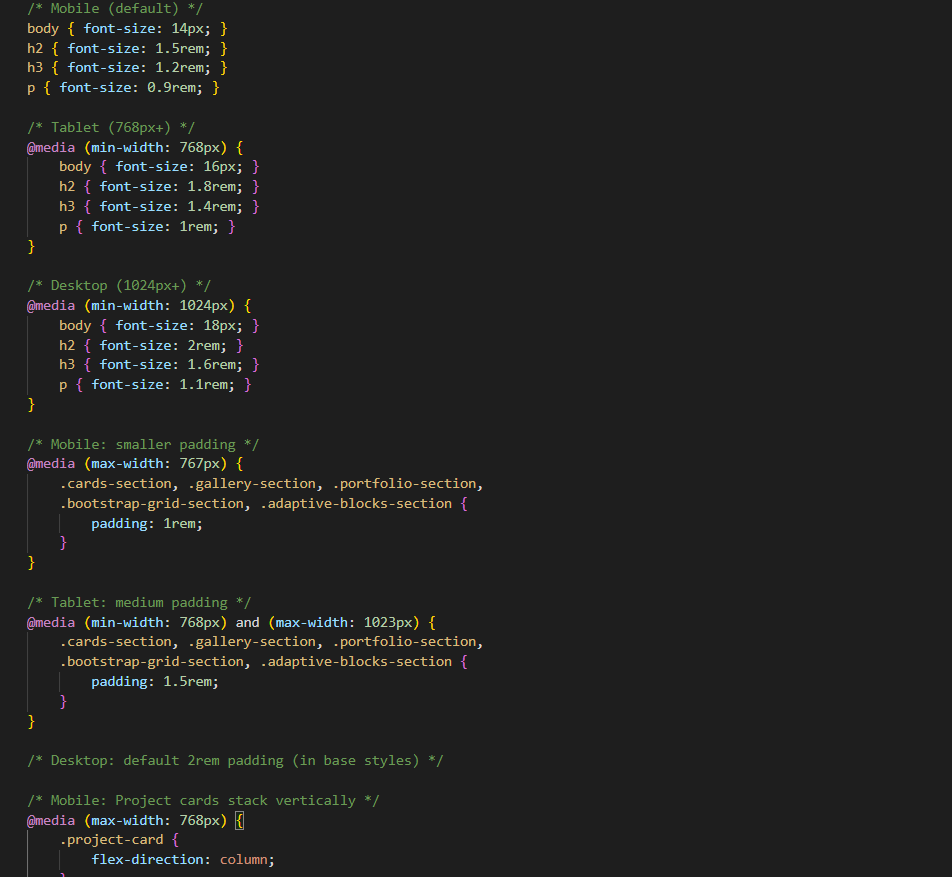 /* Mobile (default) */
body { font-size: 14px; }
h2 { font-size: 1.5rem; }
h3 { font-size: 1.2rem; }
p { font-size: 0.9rem; }

/* Tablet (768px+) */
@media (min-width: 768px) {
    body { font-size: 16px; }
    h2 { font-size: 1.8rem; }
    h3 { font-size: 1.4rem; }
    p { font-size: 1rem; }
}

/* Desktop (1024px+) */
@media (min-width: 1024px) {
    body { font-size: 18px; }
    h2 { font-size: 2rem; }
    h3 { font-size: 1.6rem; }
    p { font-size: 1.1rem; }
}

/* Mobile: smaller padding */
@media (max-width: 767px) {
    .cards-section, .gallery-section, .portfolio-section,
    .bootstrap-grid-section, .adaptive-blocks-section {
        padding: 1rem;
    }
}

/* Tablet: medium padding */
@media (min-width: 768px) and (max-width: 1023px) {
    .cards-section, .gallery-section, .portfolio-section,
    .bootstrap-grid-section, .adaptive-blocks-section {
        padding: 1.5rem;
    }
}

/* Desktop: default 2rem padding (in base styles) */

/* Mobile: Project cards stack vertically */
@media (max-width: 768px) {
    .project-card {
        flex-direction: column;
    }